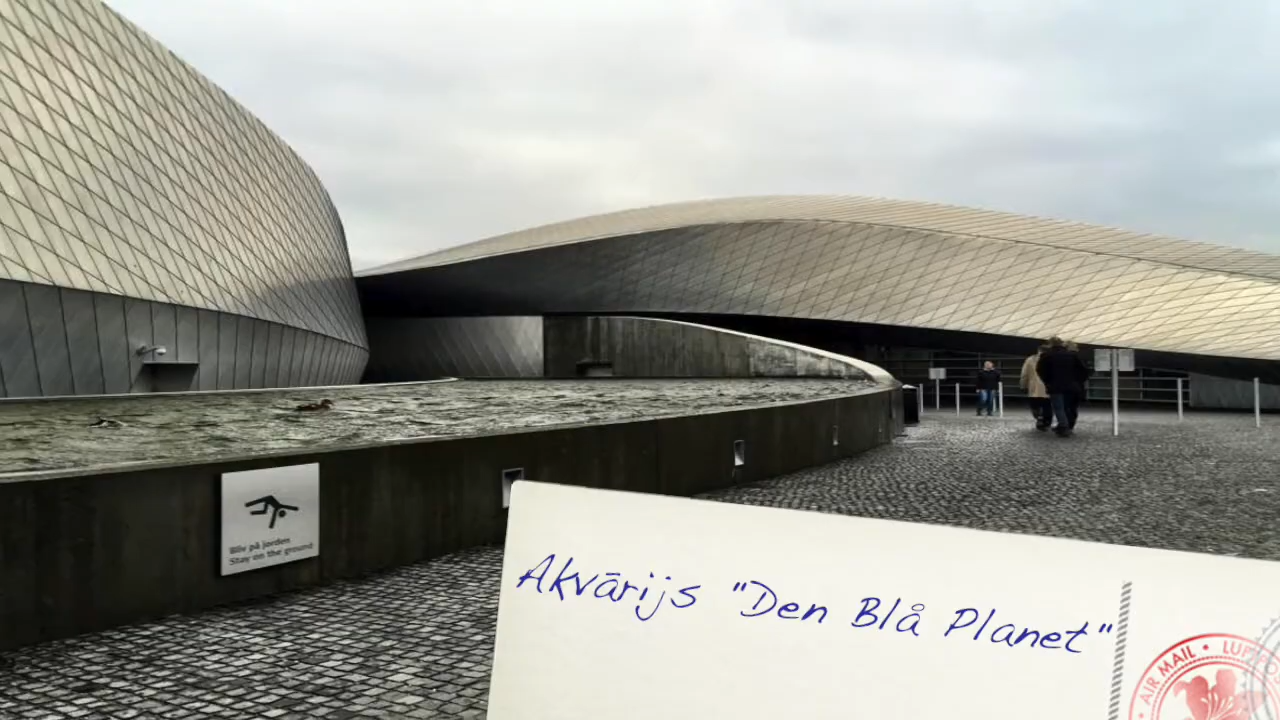 Bliv på jorden
Stay on the ground
Akvārijs "Den Blå Planet"
AIR MAIL •